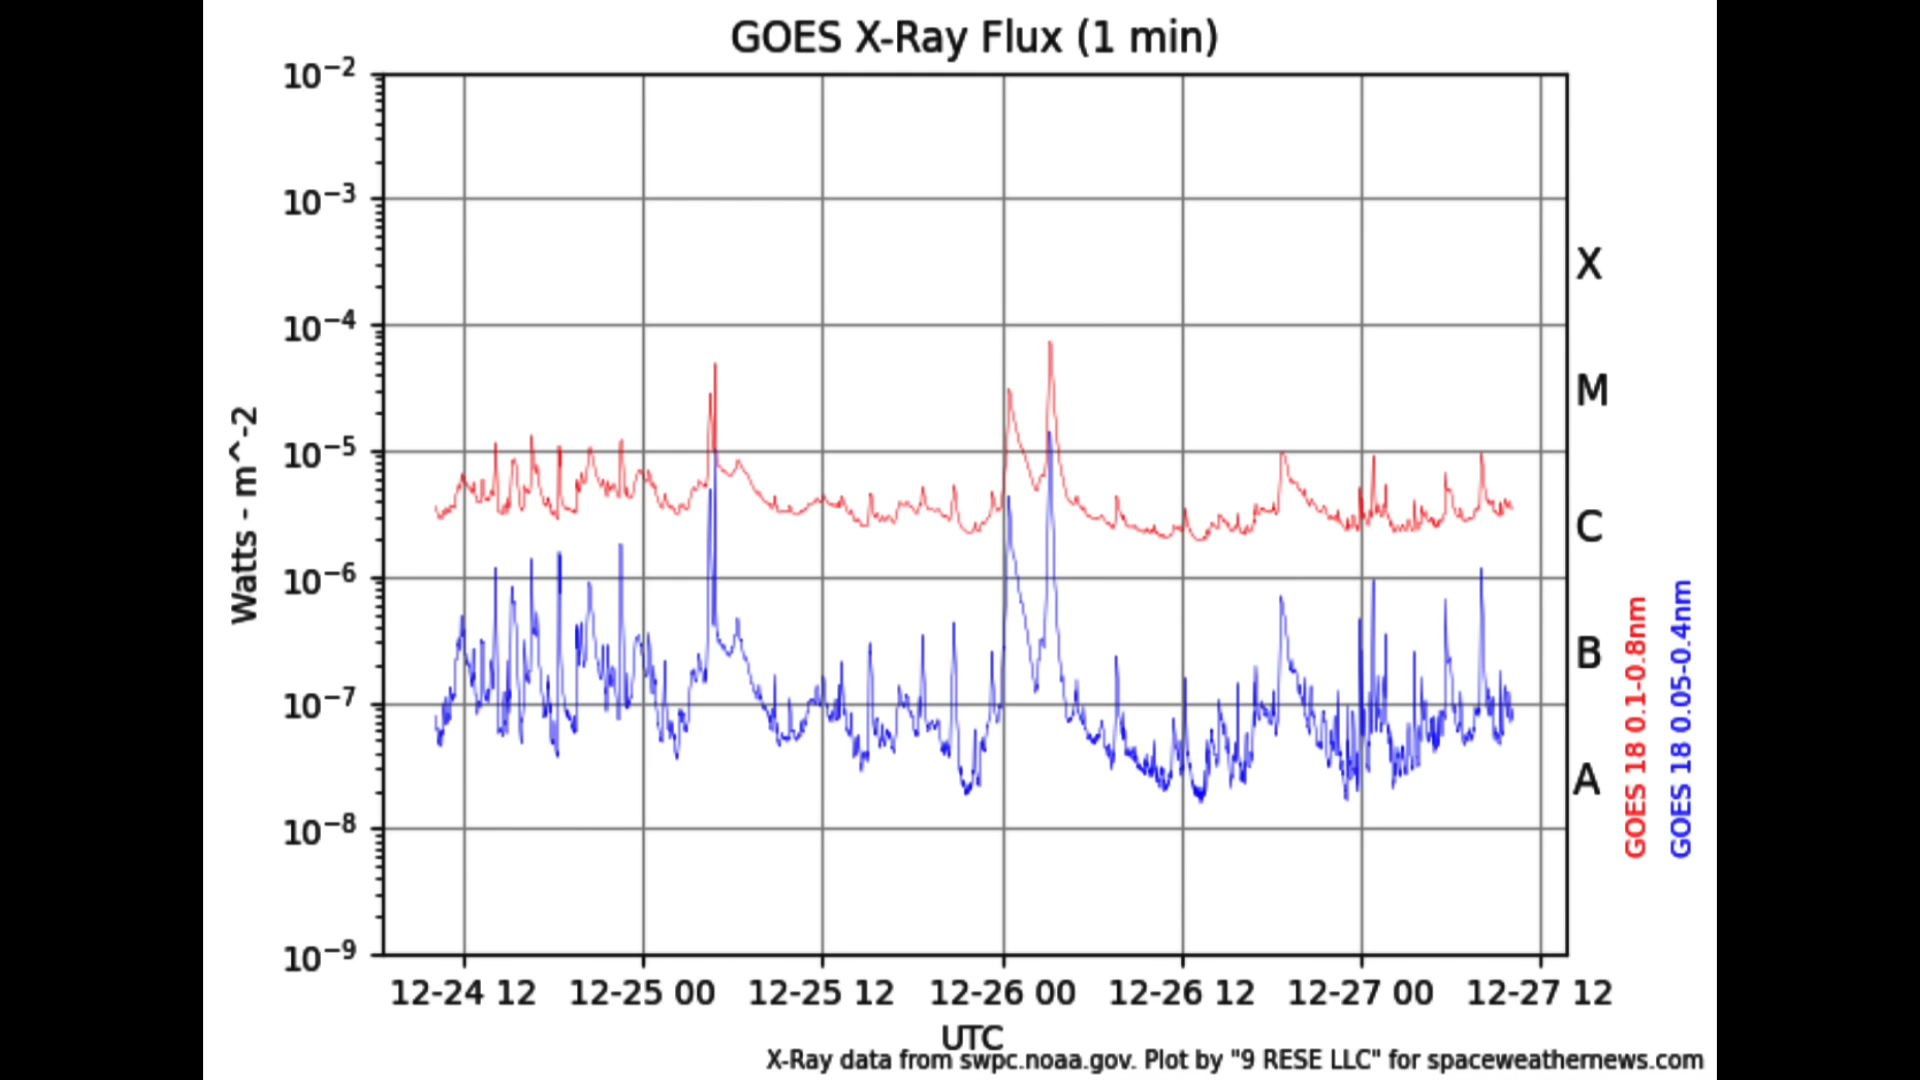 GOES X-Ray Flux (1 min)
10⁻²
10⁻³
10⁻⁴
10⁻⁵
10⁻⁶
10⁻⁷
10⁻⁸
10⁻⁹
Watts - m^-2
X
M
C
B
A
GOES 18 0.1-0.8nm
GOES 18 0.05-0.4nm
12-24 12 12-25 00 12-25 12 12-26 00 12-26 12 12-27 00 12-27 12
UTC
X-Ray data from swpc.noaa.gov. Plot by "9 RESE LLC" for spaceweathernews.com